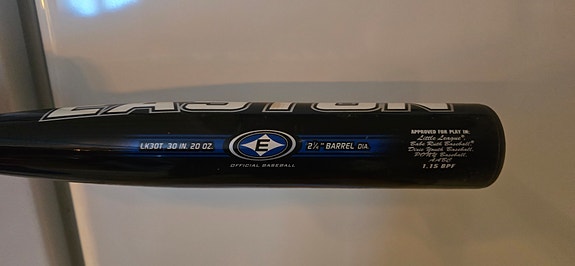 EASTON
LK30T 30 IN. 20 OZ.
E
2¼" BARREL DIA.
OFFICIAL BASEBALL
APPROVED FOR PLAY IN:
Little League®
Babe Ruth Baseball®
Dixie Youth Baseball,
PONY Baseball,
AABC
1.15 BPF